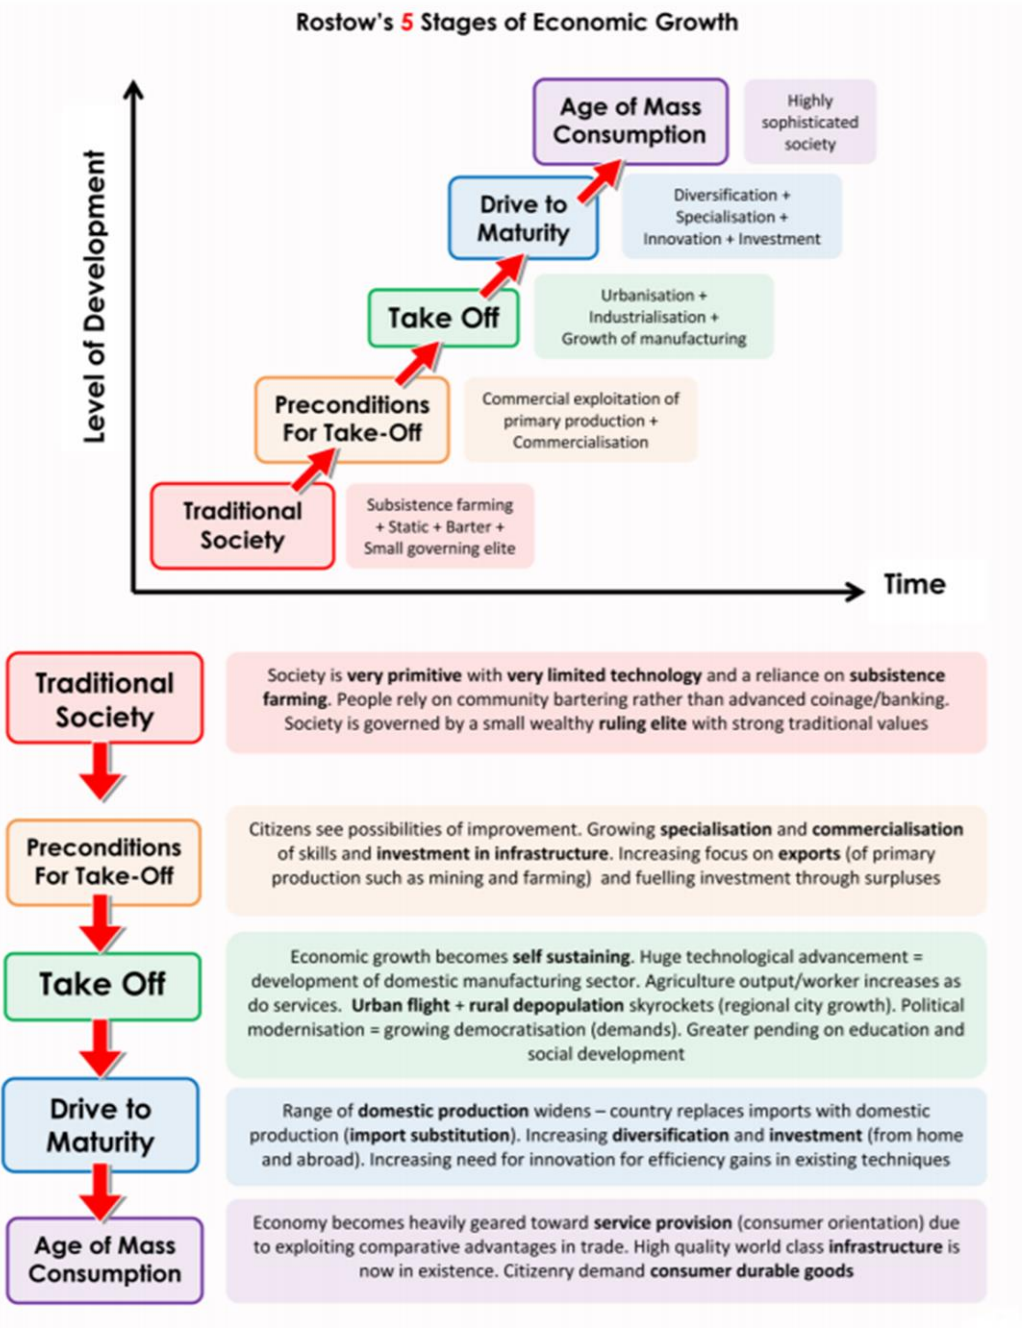 Rostow's 5 Stages of Economic Growth
Level of Development
Age of Mass
Consumption
Highly
sophisticated
society
Drive to
Maturity
Diversification +
Specialisation +
Innovation + Investment
Take Off
Urbanisation +
Industrialisation +
Growth of manufacturing
Preconditions
For Take-Off
Commercial exploitation of
primary production +
Commercialisation
Traditional
Society
Subsistence farming
+ Static + Barter +
Small governing elite
Time
Traditional
Society
Society is very primitive with very limited technology and a reliance on subsistence
farming. People rely on community bartering rather than advanced coinage/banking.
Society is governed by a small wealthy ruling elite with strong traditional values
Preconditions
For Take-Off
Citizens see possibilities of improvement. Growing specialisation and commercialisation
of skills and investment in infrastructure. Increasing focus on exports (of primary
production such as mining and farming) and fuelling investment through surpluses
Take Off
Economic growth becomes self sustaining. Huge technological advancement =
development of domestic manufacturing sector. Agriculture output/worker increases as
do services. Urban flight + rural depopulation skyrockets (regional city growth). Political
modernisation = growing democratisation (demands). Greater pending on education and
social development
Drive to
Maturity
Range of domestic production widens – country replaces imports with domestic
production (import substitution). Increasing diversification and investment (from home
and abroad). Increasing need for innovation for efficiency gains in existing techniques
Age of Mass
Consumption
Economy becomes heavily geared toward service provision (consumer orientation) due
to exploiting comparative advantages in trade. High quality world class infrastructure is
now in existence. Citizenry demand consumer durable goods